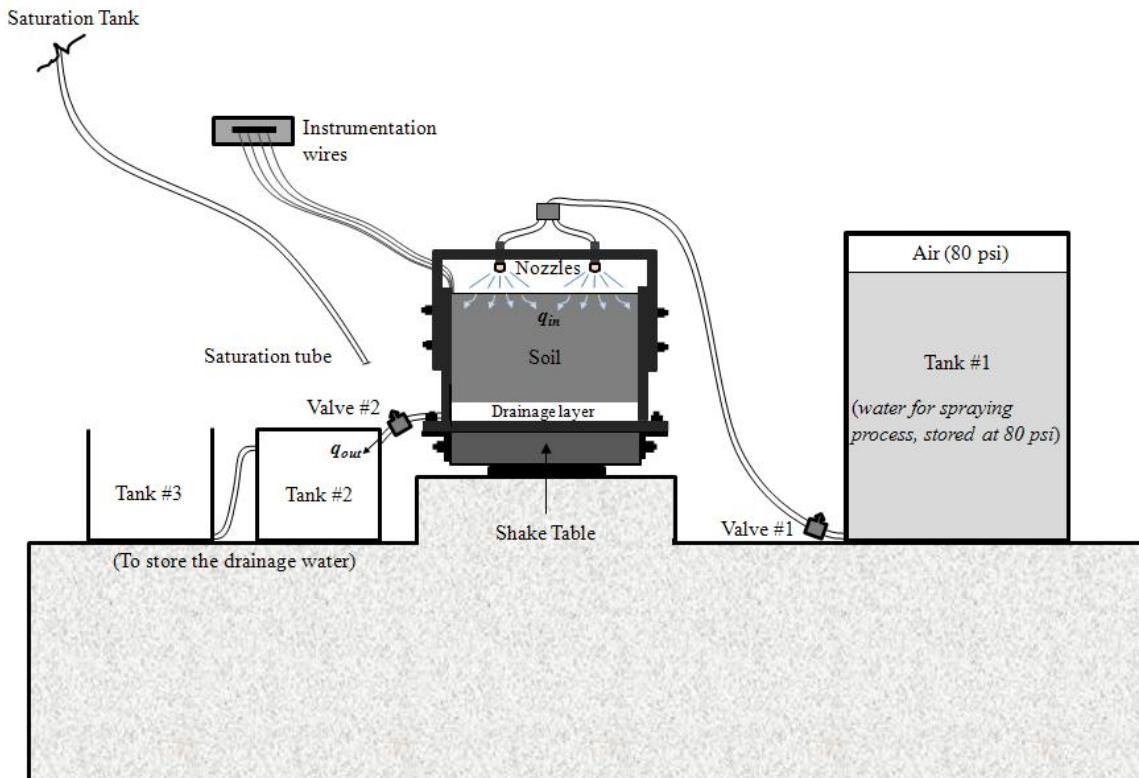 Saturation Tank
Instrumentation
wires
Air (80 psi)
Nozzles
q_in
Soil
Saturation tube
Tank #1
(water for spraying
process, stored at 80 psi)
Valve #2
Drainage layer
q_out
Tank #3
Tank #2
Shake Table
Valve #1
(To store the drainage water)